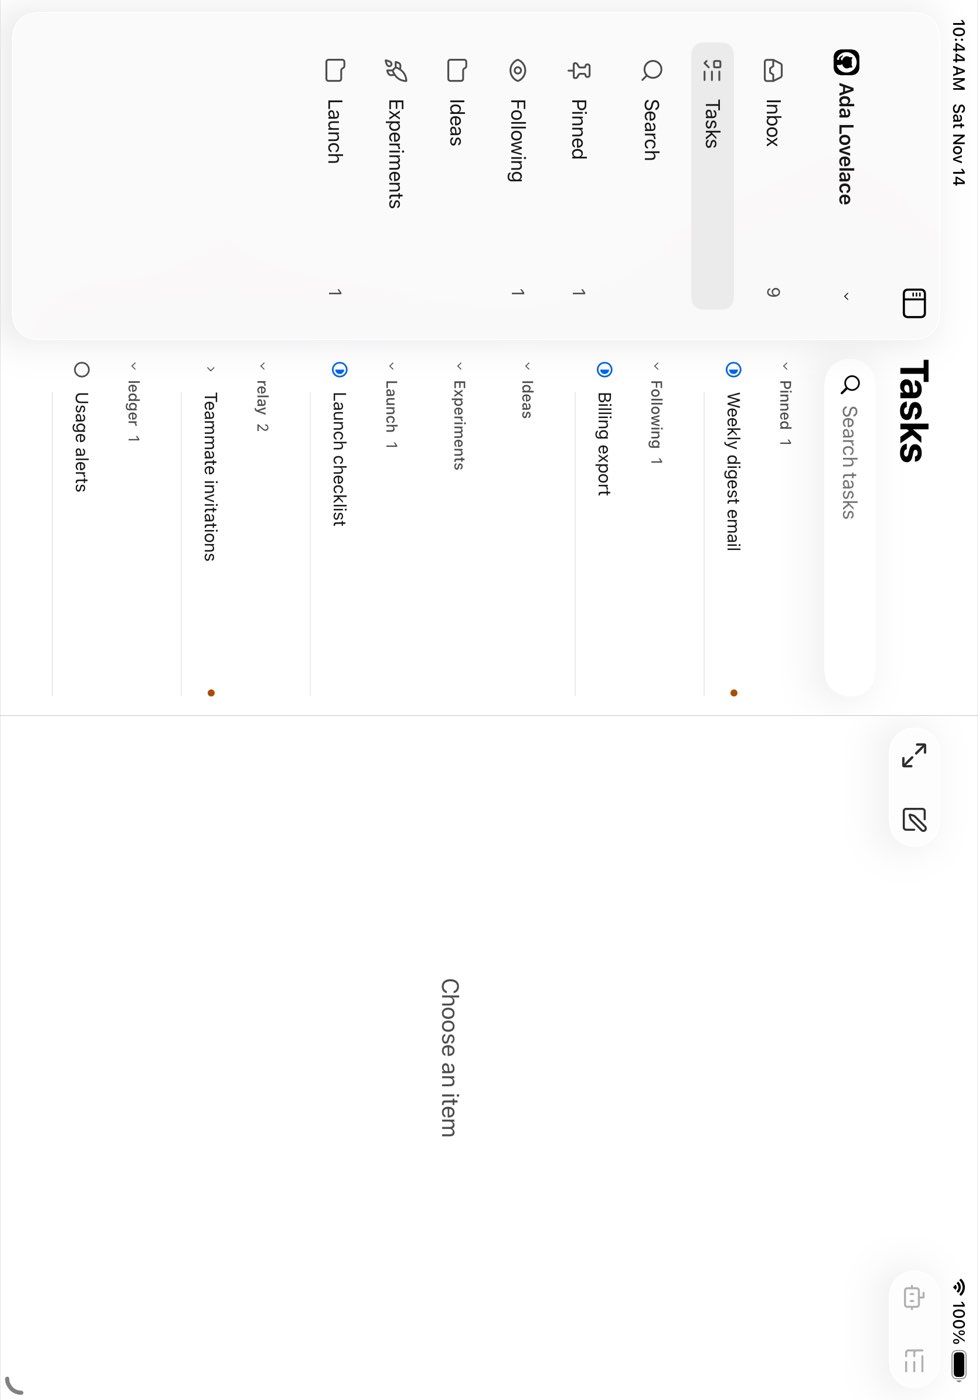 10:44 AM Sat Nov 14
100%
Ada Lovelace
Inbox 9
Tasks
Search
Pinned 1
Following 1
Ideas
Experiments
Launch 1
Tasks
Search tasks
Pinned 1
Weekly digest email
Following 1
Billing export
Ideas
Experiments
Launch 1
Launch checklist
relay 2
Teammate invitations
ledger 1
Usage alerts
Choose an item